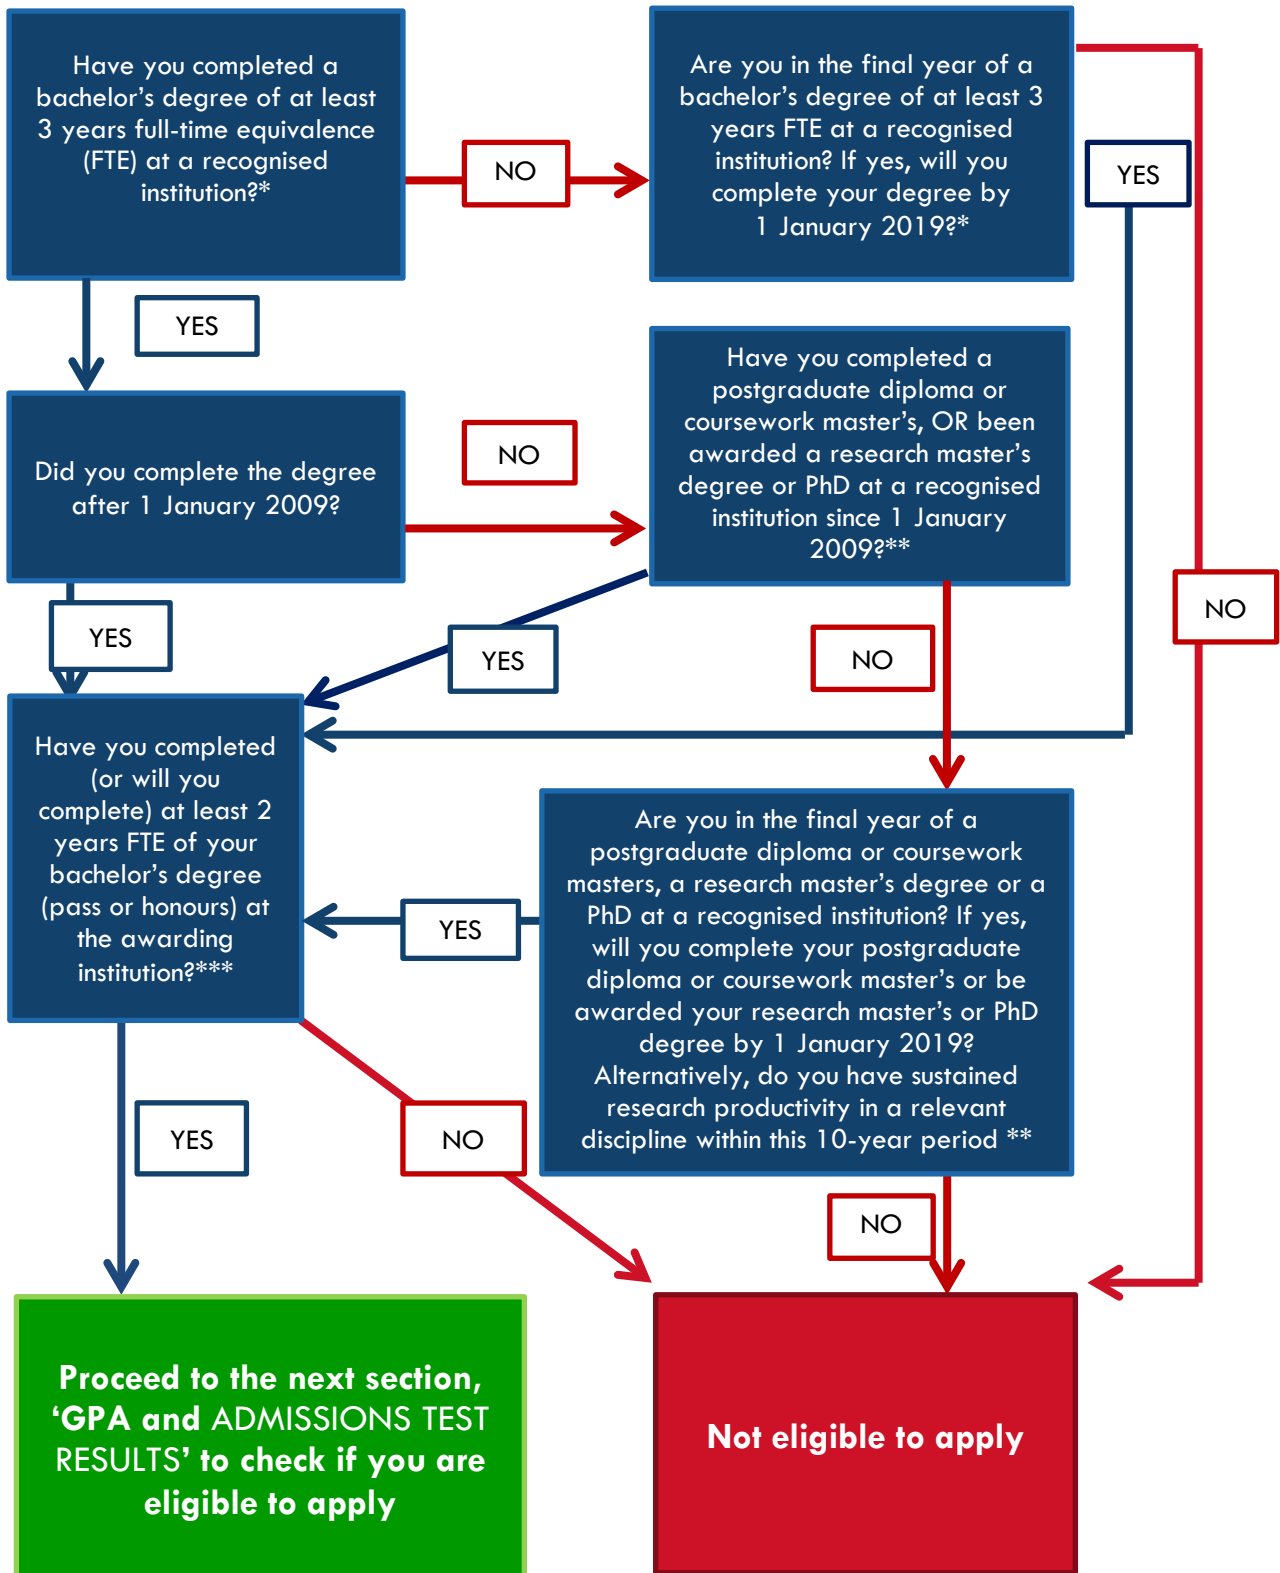 Have you completed a
bachelor’s degree of at least
3 years full-time equivalence
(FTE) at a recognised
institution?*
NO
Are you in the final year of a
bachelor’s degree of at least 3
years FTE at a recognised
institution? If yes, will you
complete your degree by
1 January 2019?*
YES
YES
Did you complete the degree
after 1 January 2009?
NO
Have you completed a
postgraduate diploma or
coursework master’s, OR been
awarded a research master’s
degree or PhD at a recognised
institution since 1 January
2009?**
NO
YES
YES
NO
Have you completed
(or will you
complete) at least 2
years FTE of your
bachelor’s degree
(pass or honours) at
the awarding
institution?***
YES
Are you in the final year of a
postgraduate diploma or coursework
masters, a research master’s degree or a
PhD at a recognised institution? If yes,
will you complete your postgraduate
diploma or coursework master’s or be
awarded your research master’s or PhD
degree by 1 January 2019?
Alternatively, do you have sustained
research productivity in a relevant
discipline within this 10-year period **
YES
NO
NO
Proceed to the next section,
‘GPA and ADMISSIONS TEST
RESULTS’ to check if you are
eligible to apply
Not eligible to apply